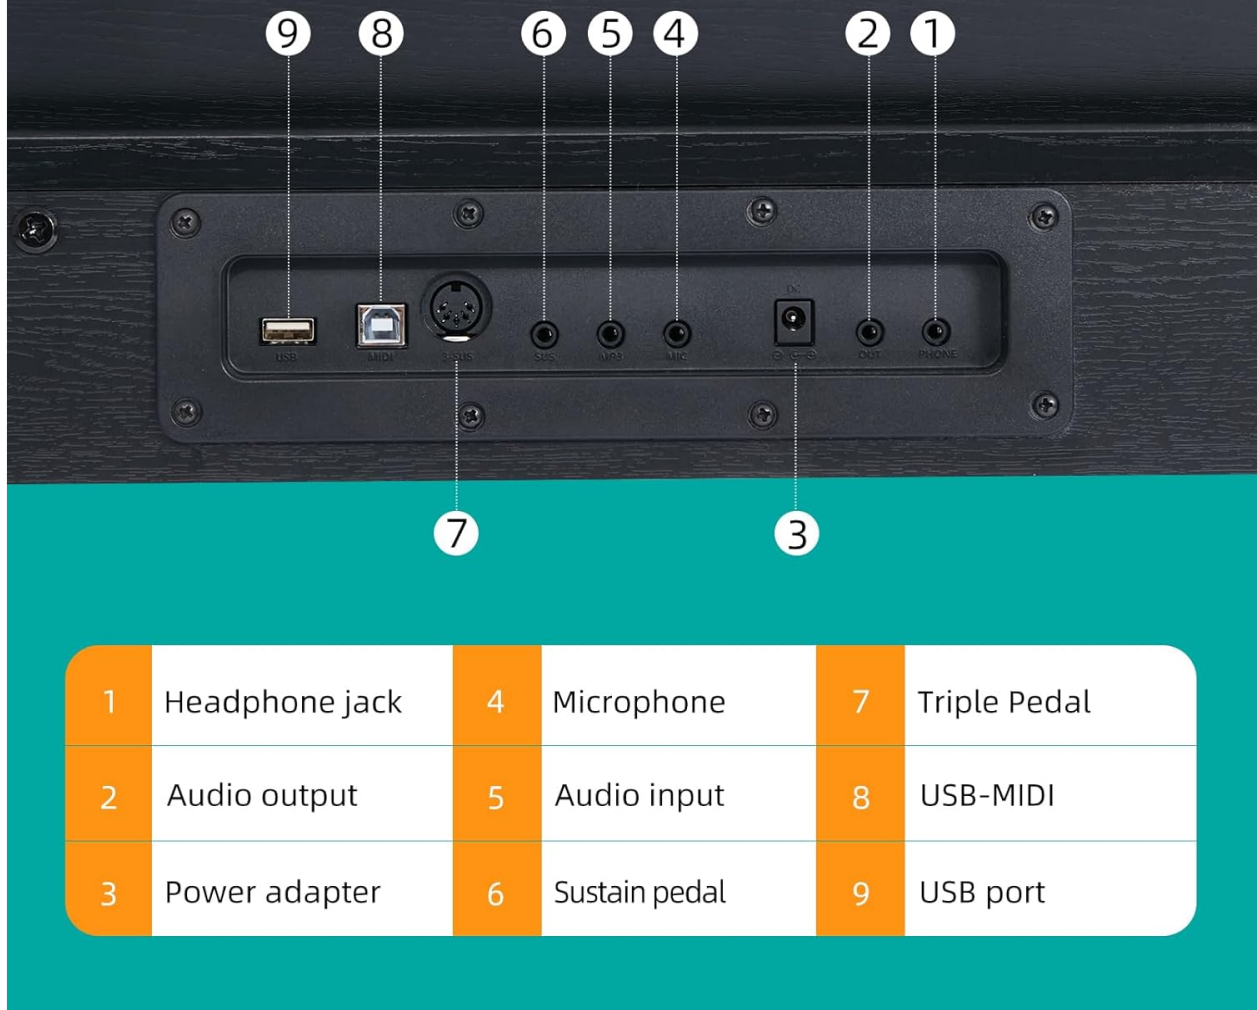 9 8 6 5 4 2 1
DC
USB MIDI 3-SUS SUS MP3 MIC OUT PHONE
7 3
1 Headphone jack 4 Microphone 7 Triple Pedal
2 Audio output 5 Audio input 8 USB-MIDI
3 Power adapter 6 Sustain pedal 9 USB port